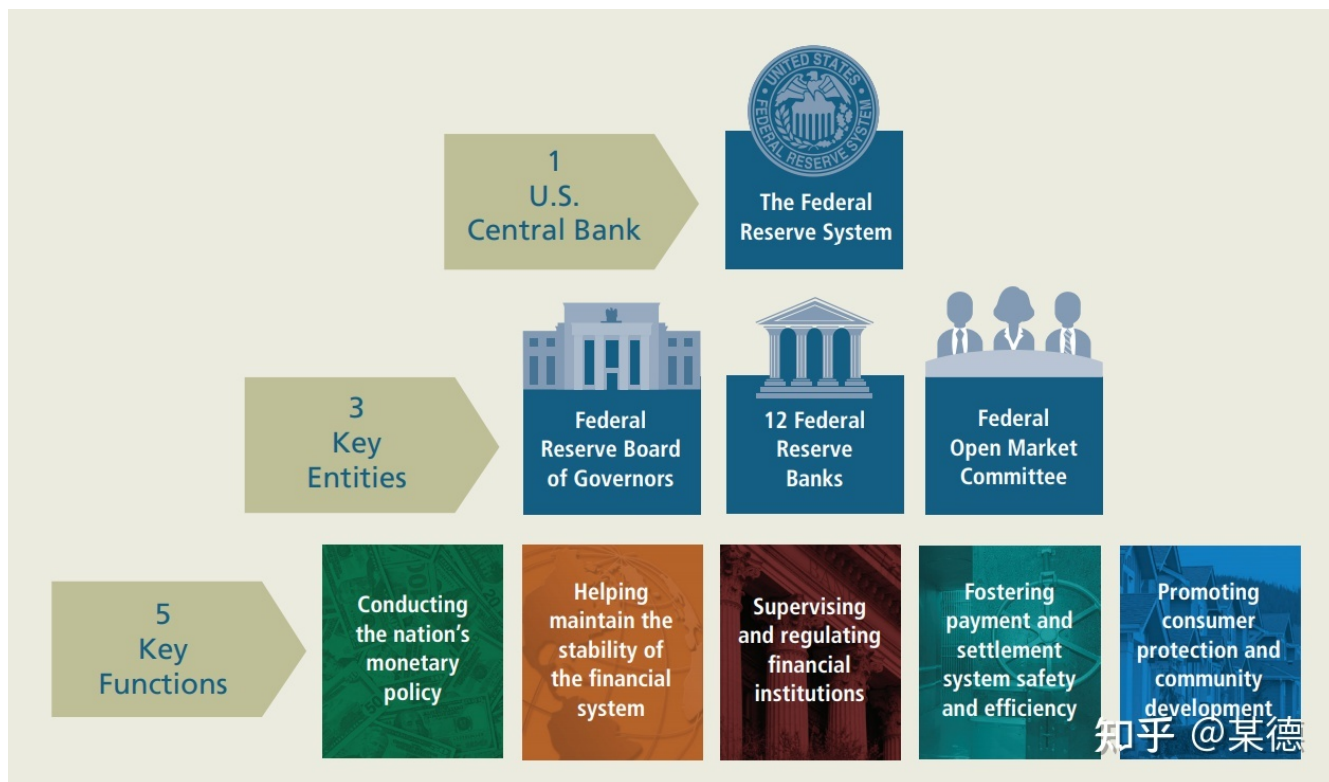 UNITED STATES
FEDERAL RESERVE SYSTEM
1
U.S.
Central Bank
The Federal
Reserve System
3
Key
Entities
Federal
Reserve Board
of Governors
12 Federal
Reserve
Banks
Federal
Open Market
Committee
5
Key
Functions
Conducting
the nation’s
monetary
policy
Helping
maintain the
stability of
the financial
system
Supervising
and regulating
financial
institutions
Fostering
payment and
settlement
system safety
and efficiency
Promoting
consumer
protection and
community
development
知乎 @某德